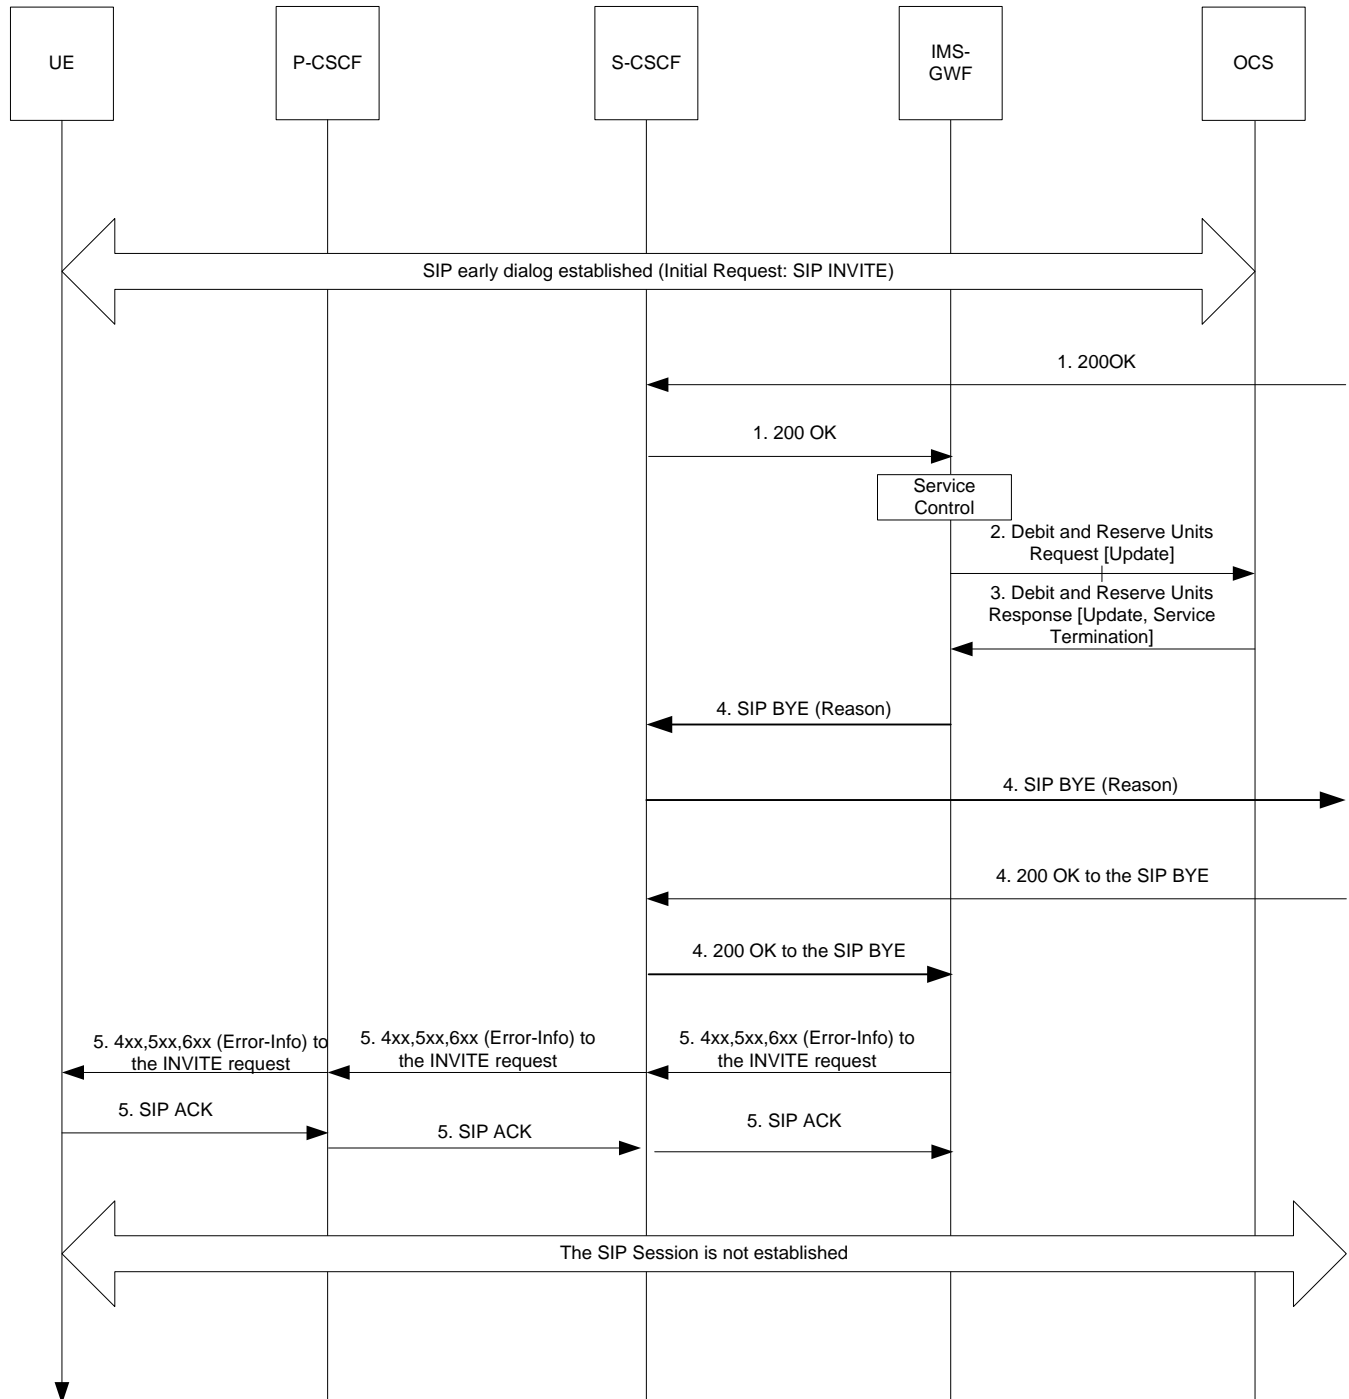 UE
P-CSCF
S-CSCF
IMS-
GWF
OCS
SIP early dialog established (Initial Request: SIP INVITE)
1. 200OK
1. 200 OK
Service
Control
2. Debit and Reserve Units
Request [Update]
3. Debit and Reserve Units
Response [Update, Service
Termination]
4. SIP BYE (Reason)
4. SIP BYE (Reason)
4. 200 OK to the SIP BYE
4. 200 OK to the SIP BYE
5. 4xx,5xx,6xx (Error-Info) to
the INVITE request
5. 4xx,5xx,6xx (Error-Info) to
the INVITE request
5. 4xx,5xx,6xx (Error-Info) to
the INVITE request
5. SIP ACK
5. SIP ACK
5. SIP ACK
The SIP Session is not established